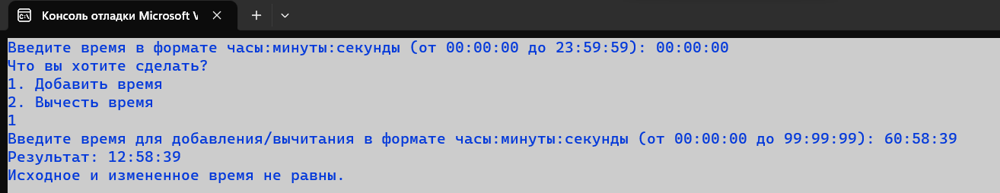 Консоль отладки Microsoft V
Введите время в формате часы:минуты:секунды (от 00:00:00 до 23:59:59): 00:00:00
Что вы хотите сделать?
1. Добавить время
2. Вычесть время
1
Введите время для добавления/вычитания в формате часы:минуты:секунды (от 00:00:00 до 99:99:99): 60:58:39
Результат: 12:58:39
Исходное и измененное время не равны.